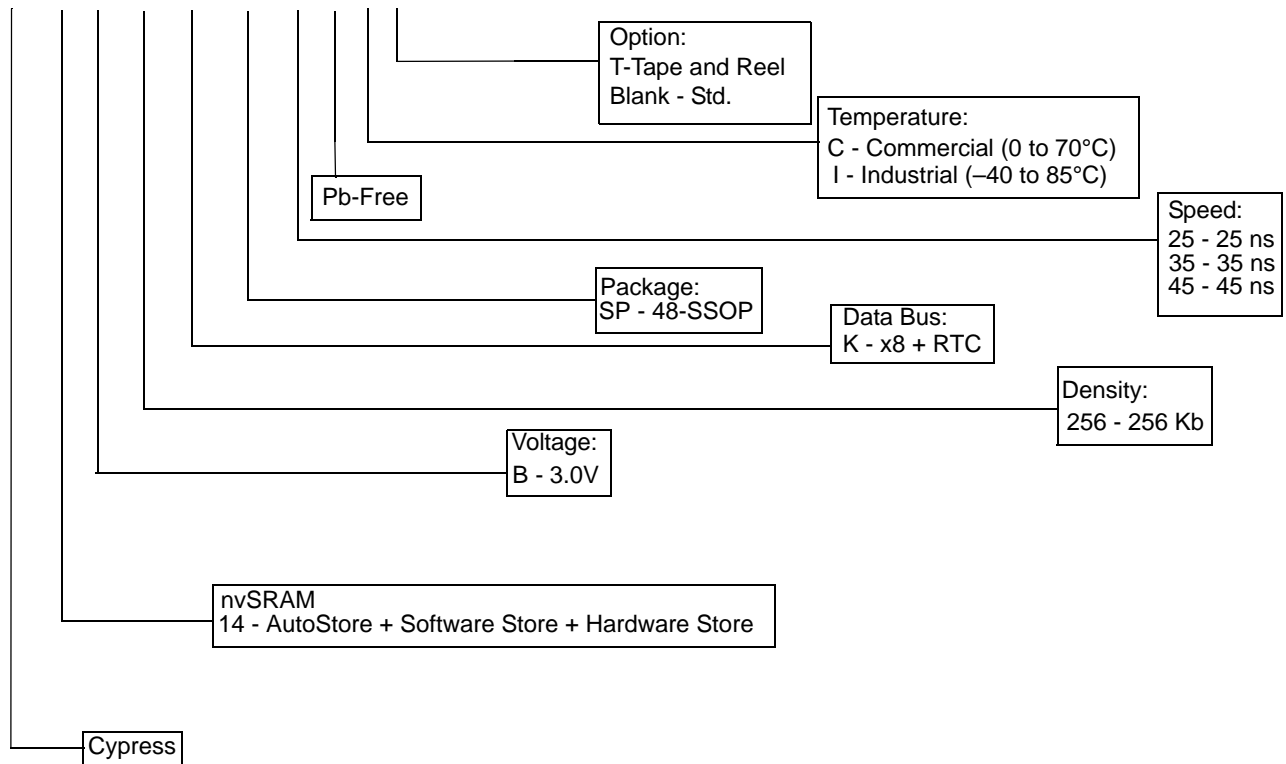 Option:
T-Tape and Reel
Blank - Std.
Temperature:
C - Commercial (0 to 70°C)
I - Industrial (–40 to 85°C)
Pb-Free
Speed:
25 - 25 ns
35 - 35 ns
45 - 45 ns
Package:
SP - 48-SSOP
Data Bus:
K - x8 + RTC
Density:
256 - 256 Kb
Voltage:
B - 3.0V
nvSRAM
14 - AutoStore + Software Store + Hardware Store
Cypress